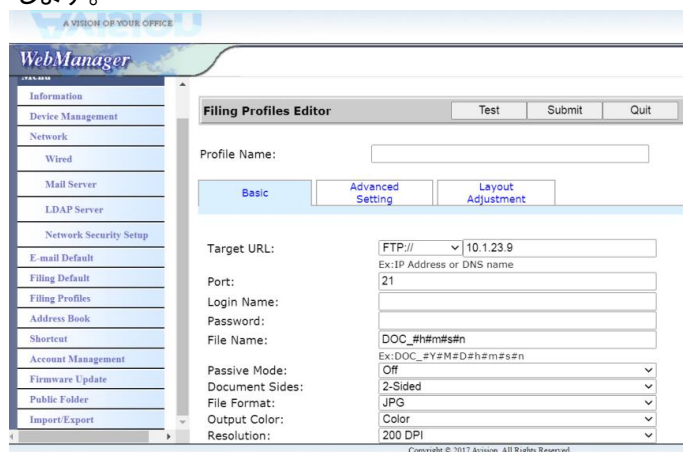 します。
A VISION OF YOUR OFFICE
WebManager
Menu
Information
Device Management
Network
Wired
Mail Server
LDAP Server
Network Security Setup
E-mail Default
Filing Default
Filing Profiles
Address Book
Shortcut
Account Management
Firmware Update
Public Folder
Import/Export
Filing Profiles Editor Test Submit Quit
Profile Name:
Basic Advanced Setting Layout Adjustment
Target URL: FTP:// 10.1.23.9
Ex:IP Address or DNS name
Port: 21
Login Name:
Password:
File Name: DOC_#h#m#s#n
Ex:DOC_#Y#M#D#h#m#s#n
Passive Mode: Off
Document Sides: 2-Sided
File Format: JPG
Output Color: Color
Resolution: 200 DPI
Copyright © 2017 Avision. All Rights Reserved